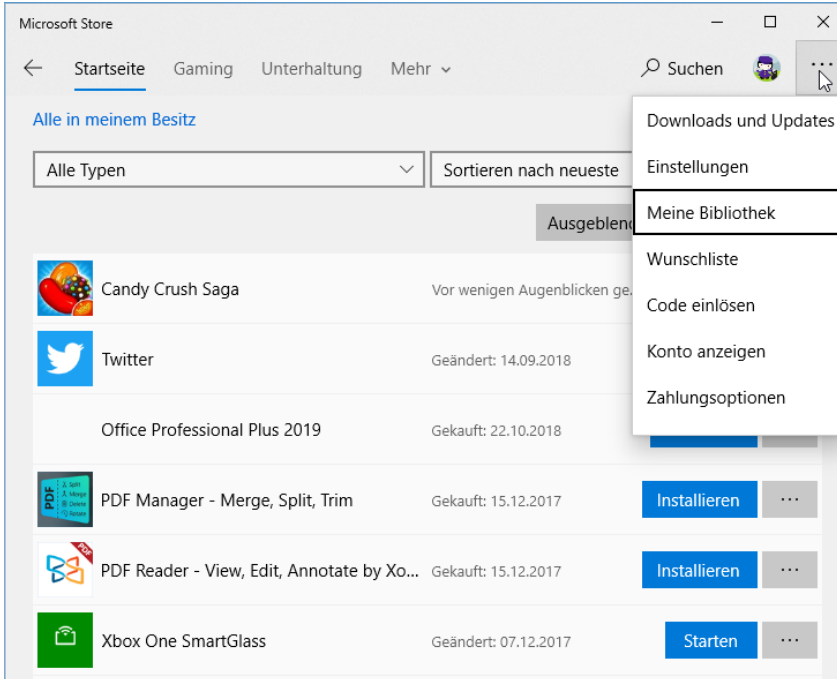 Microsoft Store
Startseite Gaming Unterhaltung Mehr Suchen
Alle in meinem Besitz
Downloads und Updates
Alle Typen Sortieren nach neueste
Einstellungen
Meine Bibliothek
Wunschliste
Code einlösen
Konto anzeigen
Zahlungsoptionen
Candy Crush Saga Vor wenigen Augenblicken ge.
Twitter Geändert: 14.09.2018
Office Professional Plus 2019 Gekauft: 22.10.2018
PDF Manager - Merge, Split, Trim Gekauft: 15.12.2017 Installieren ...
PDF Reader - View, Edit, Annotate by Xo... Gekauft: 15.12.2017 Installieren ...
Xbox One SmartGlass Geändert: 07.12.2017 Starten ...